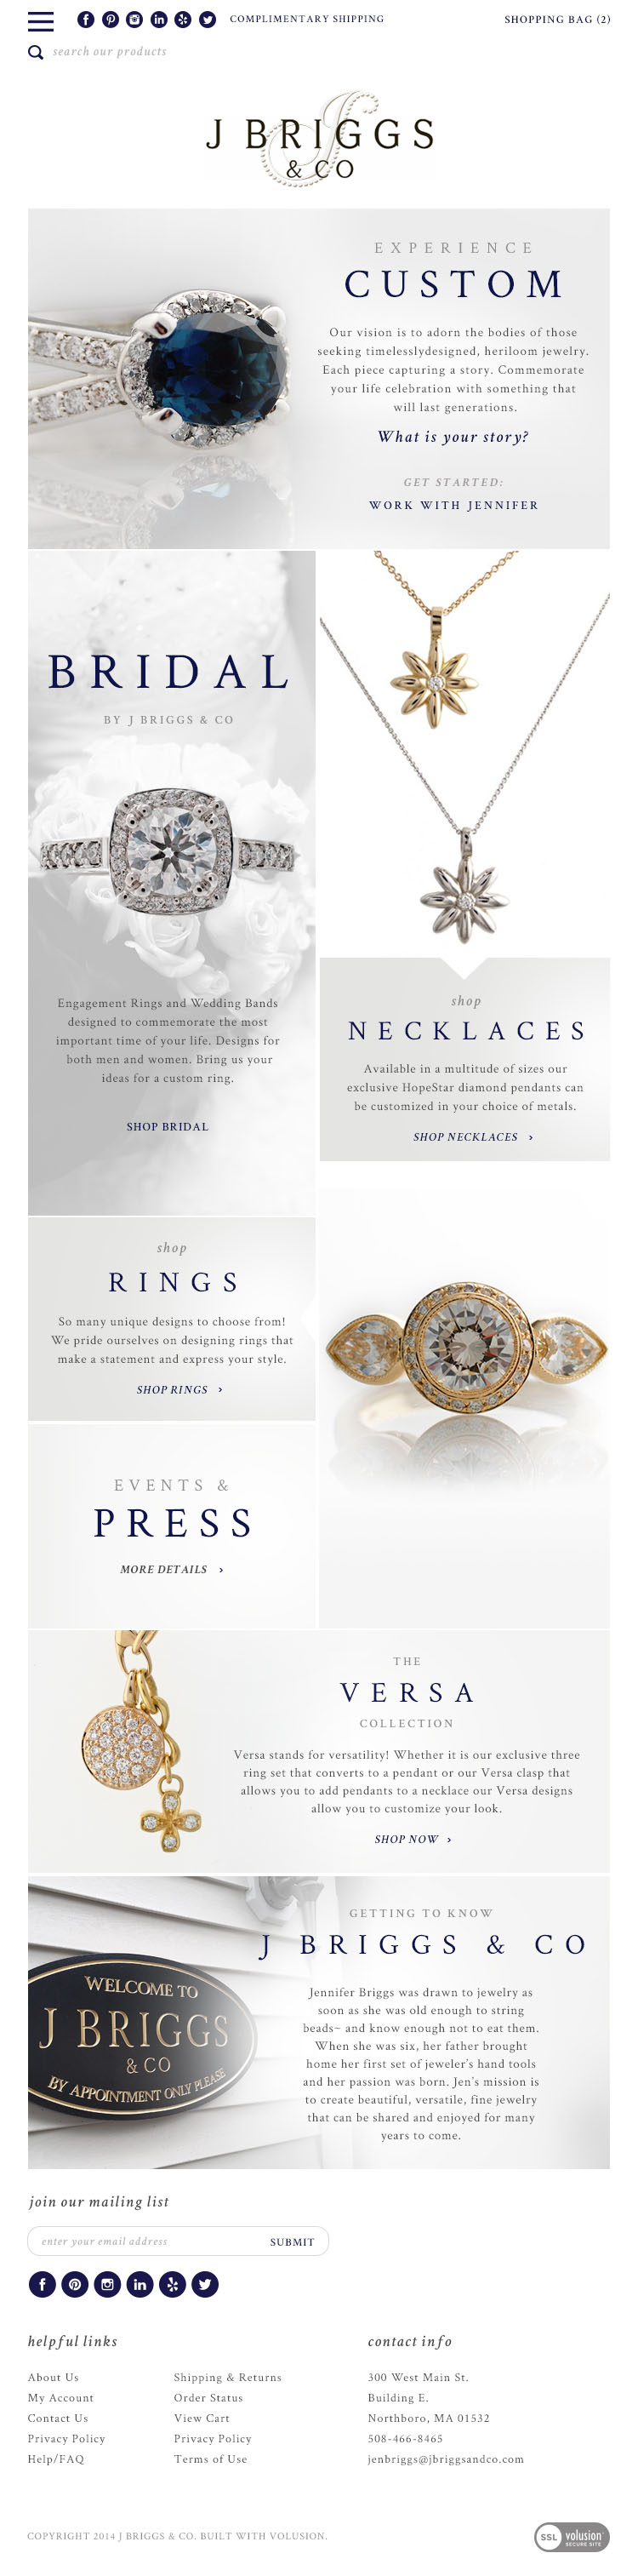 COMPLIMENTARY SHIPPING
SHOPPING BAG (2)
search our products
J BRIGGS
& CO
EXPERIENCE
CUSTOM
Our vision is to adorn the bodies of those
seeking timelesslydesigned, heriloom jewelry.
Each piece capturing a story. Commemorate
your life celebration with something that
will last generations.
What is your story?
GET STARTED:
WORK WITH JENNIFER
BRIDAL
BY J BRIGGS & CO
Engagement Rings and Wedding Bands
designed to commemorate the most
important time of your life. Designs for
both men and women. Bring us your
ideas for a custom ring.
SHOP BRIDAL
shop
NECKLACES
Available in a multitude of sizes our
exclusive HopeStar diamond pendants can
be customized in your choice of metals.
SHOP NECKLACES ›
shop
RINGS
So many unique designs to choose from!
We pride ourselves on designing rings that
make a statement and express your style.
SHOP RINGS ›
EVENTS &
PRESS
MORE DETAILS ›
THE
VERSA
COLLECTION
Versa stands for versatility! Whether it is our exclusive three
ring set that converts to a pendant or our Versa clasp that
allows you to add pendants to a necklace our Versa designs
allow you to customize your look.
SHOP NOW ›
GETTING TO KNOW
J BRIGGS & CO
Jennifer Briggs was drawn to jewelry as
soon as she was old enough to string
beads~ and know enough not to eat them.
When she was six, her father brought
home her first set of jeweler's hand tools
and her passion was born. Jen's mission is
to create beautiful, versatile, fine jewelry
that can be shared and enjoyed for many
years to come.
WELCOME TO
J BRIGGS
& CO
BY APPOINTMENT ONLY PLEASE
join our mailing list
enter your email address
SUBMIT
helpful links
About Us
My Account
Contact Us
Privacy Policy
Help/FAQ
Shipping & Returns
Order Status
View Cart
Privacy Policy
Terms of Use
contact info
300 West Main St.
Building E.
Northboro, MA 01532
508-466-8465
jenbriggs@jbriggsandco.com
COPYRIGHT 2014 J BRIGGS & CO. BUILT WITH VOLUSION.
SSL
volusion
SECURE SITE